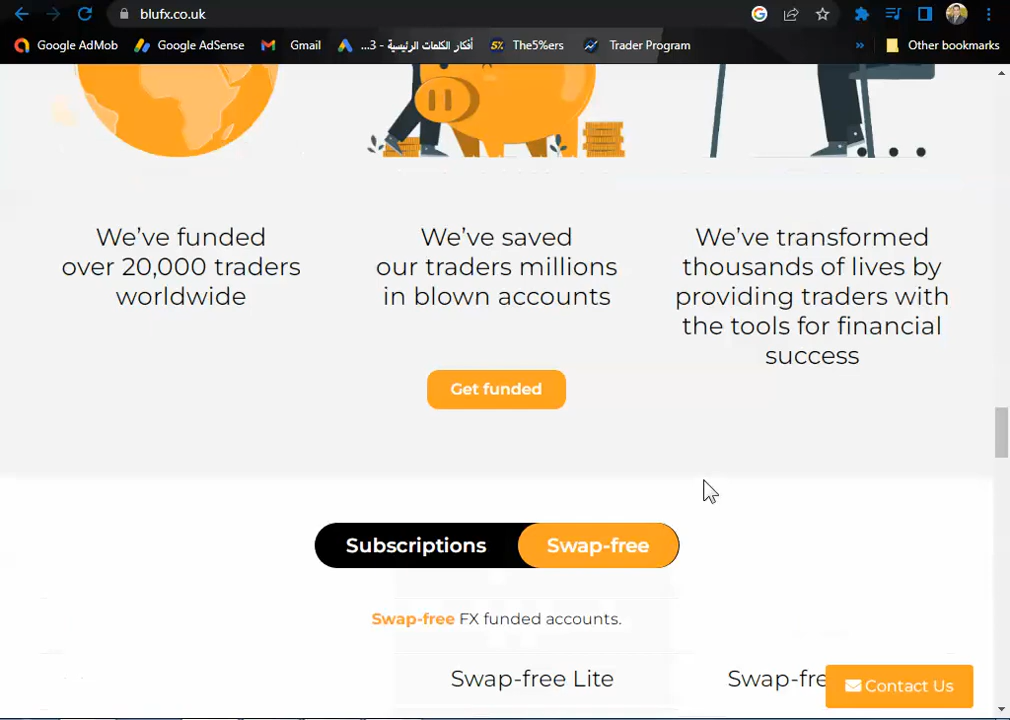 blufx.co.uk
Google AdMob
Google AdSense
Gmail
أفكار الكلمات الرئيسية - 3...
5%
The5%ers
Trader Program
»
Other bookmarks
We've funded
over 20,000 traders
worldwide
We've saved
our traders millions
in blown accounts
We've transformed
thousands of lives by
providing traders with
the tools for financial
success
Get funded
Subscriptions
Swap-free
Swap-free FX funded accounts.
Swap-free Lite
Contact Us